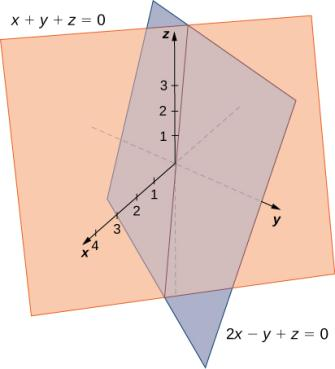 x + y + z = 0
z
3
2
1
1
2
3
4
x
y
2x − y + z = 0